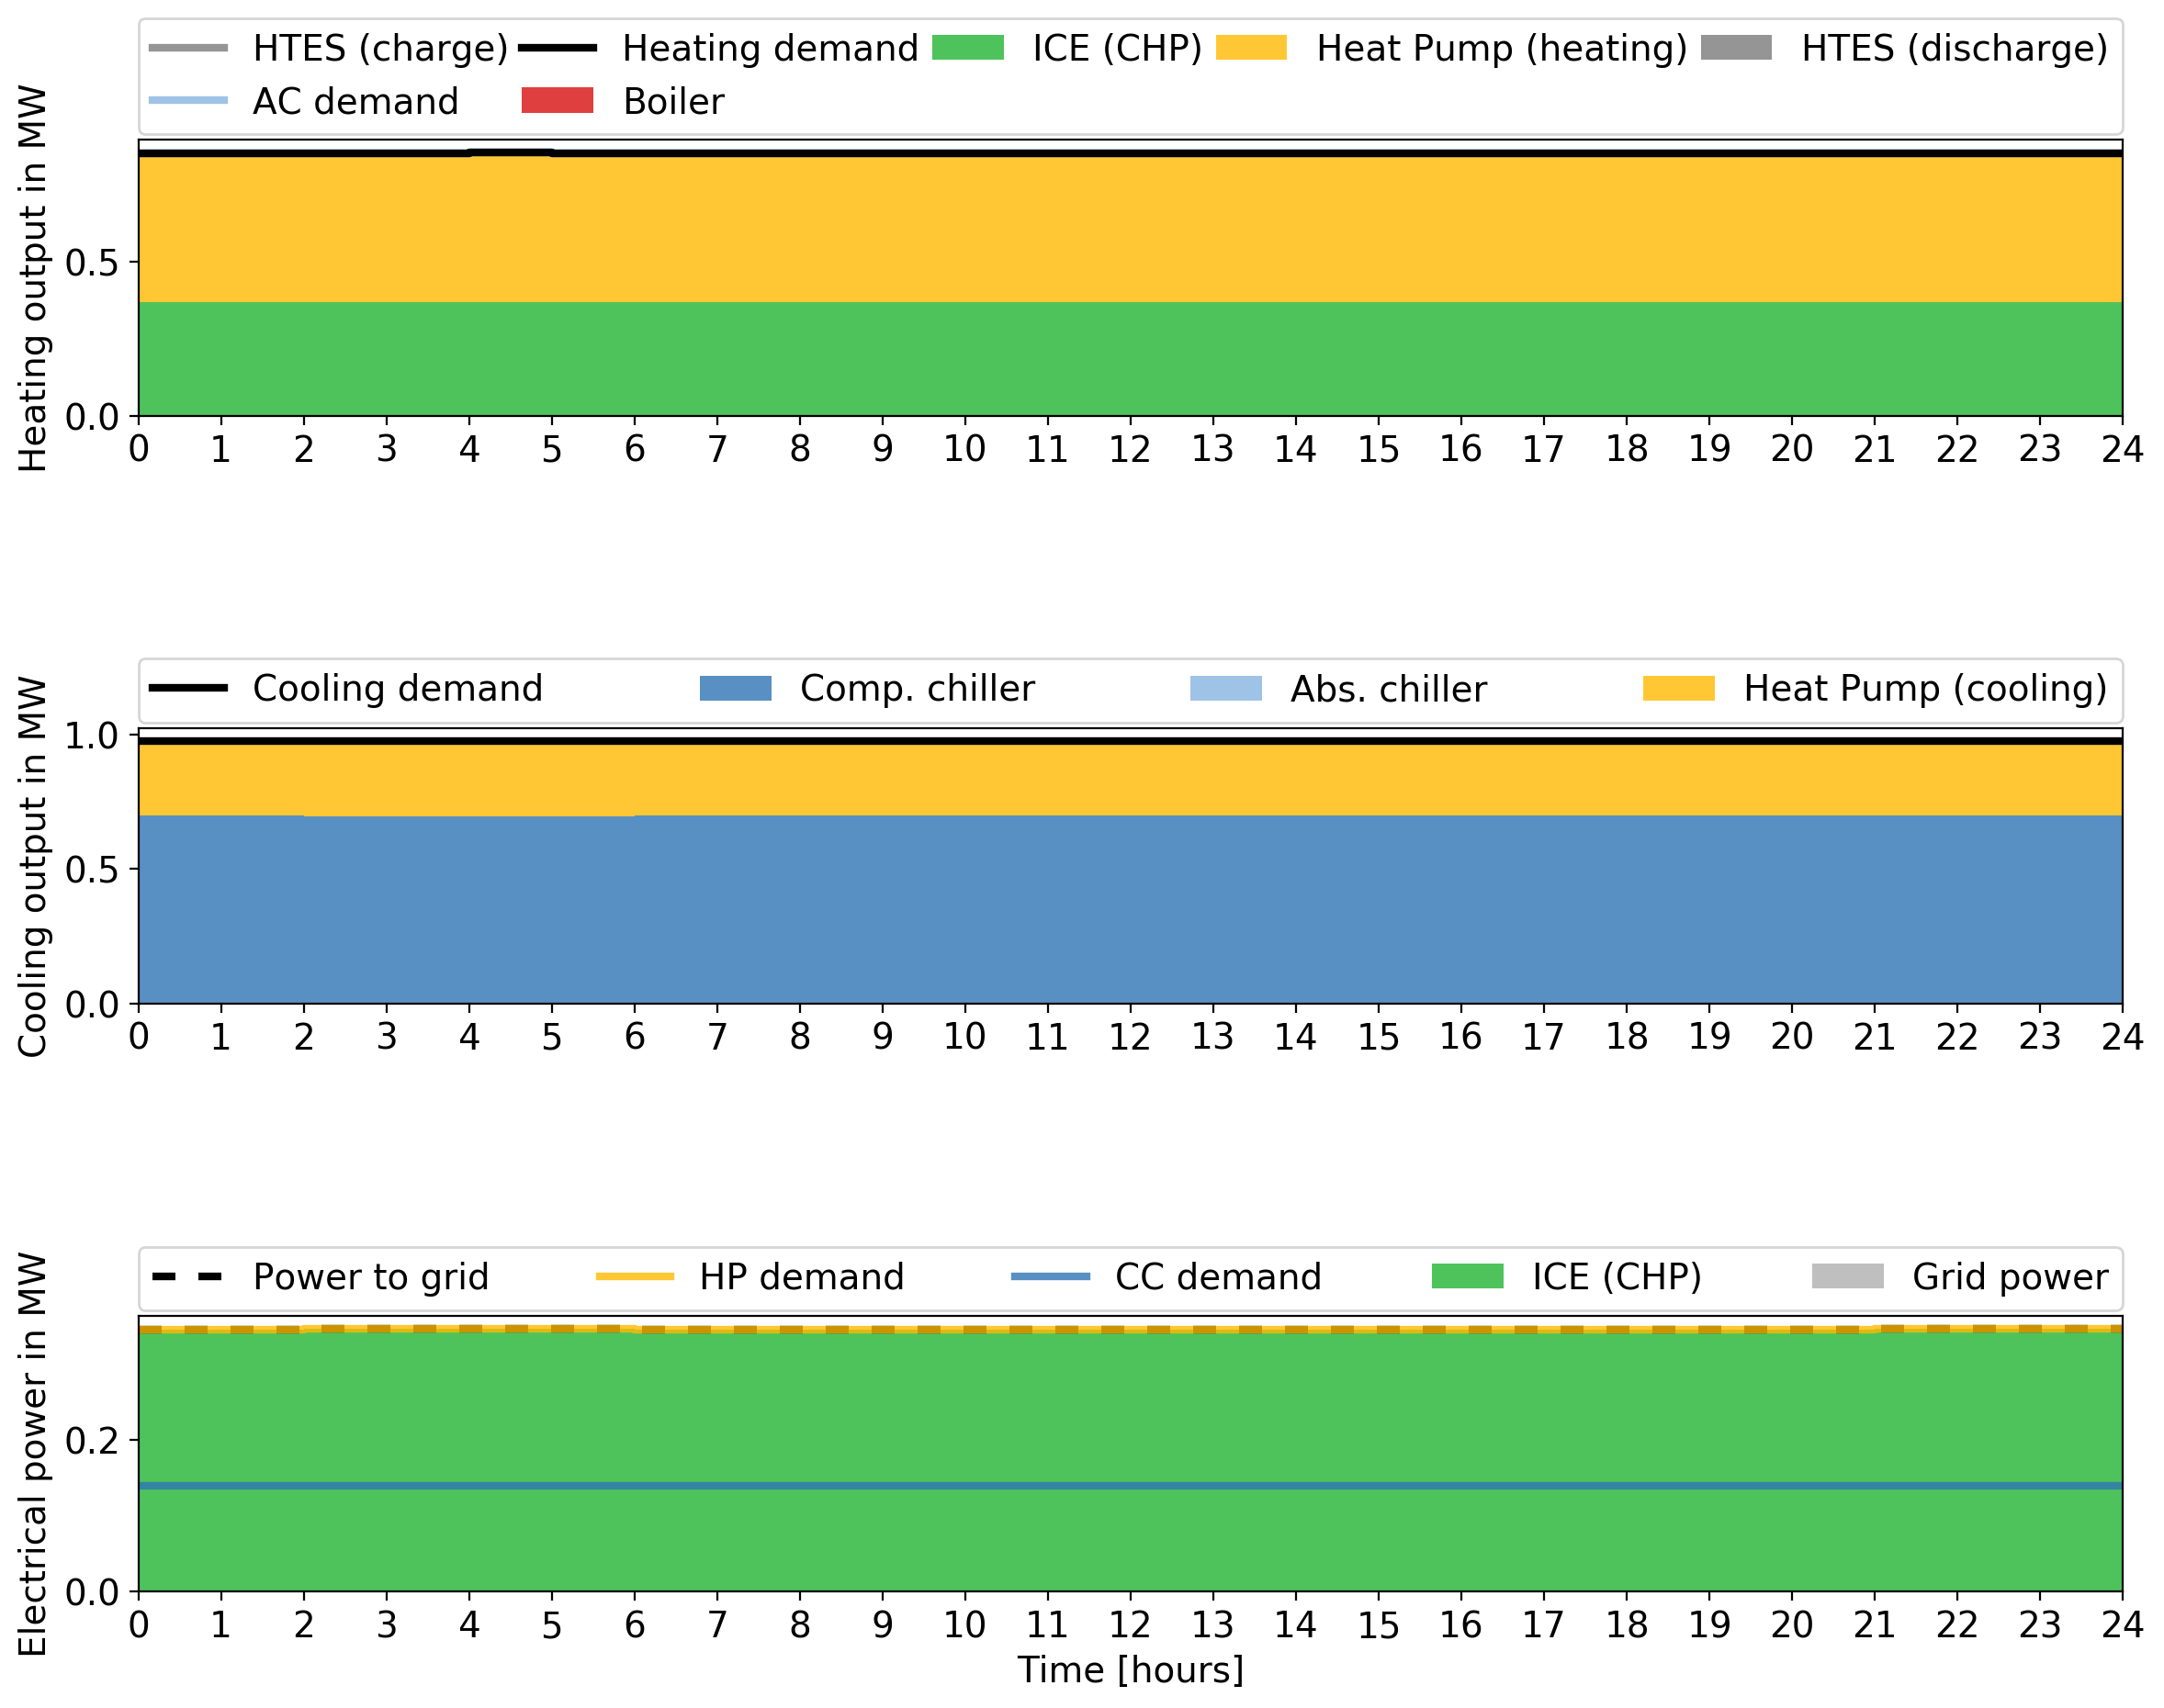 HTES (charge) Heating demand ICE (CHP) Heat Pump (heating) HTES (discharge)
AC demand Boiler
Heating output in MW
0.5
0.0
0 1 2 3 4 5 6 7 8 9 10 11 12 13 14 15 16 17 18 19 20 21 22 23 24
Cooling demand Comp. chiller Abs. chiller Heat Pump (cooling)
Cooling output in MW
1.0
0.5
0.0
0 1 2 3 4 5 6 7 8 9 10 11 12 13 14 15 16 17 18 19 20 21 22 23 24
Power to grid HP demand CC demand ICE (CHP) Grid power
Electrical power in MW
0.2
0.0
0 1 2 3 4 5 6 7 8 9 10 11 12 13 14 15 16 17 18 19 20 21 22 23 24
Time [hours]